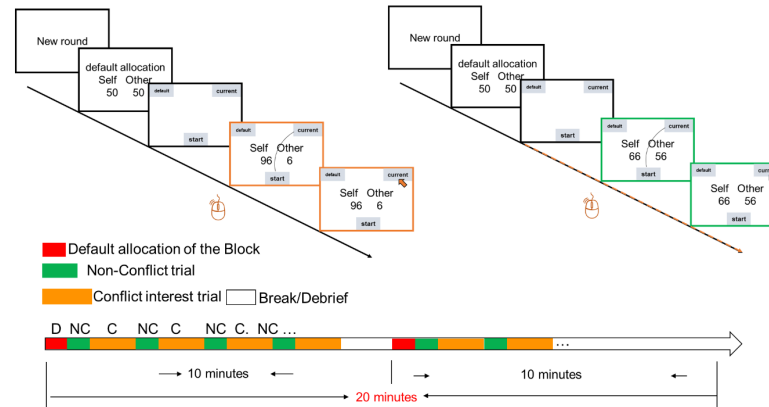 New round
default allocation
Self Other
50 50
default current
start
default current
Self Other
96 6
start
default current
Self Other
96 6
start
New round
default allocation
Self Other
50 50
default current
start
default current
Self Other
66 56
start
default current
Self Other
66 56
start
Default allocation of the Block
Non-Conflict trial
Conflict interest trial Break/Debrief
D NC C NC C NC C. NC ...
...
10 minutes 10 minutes
20 minutes